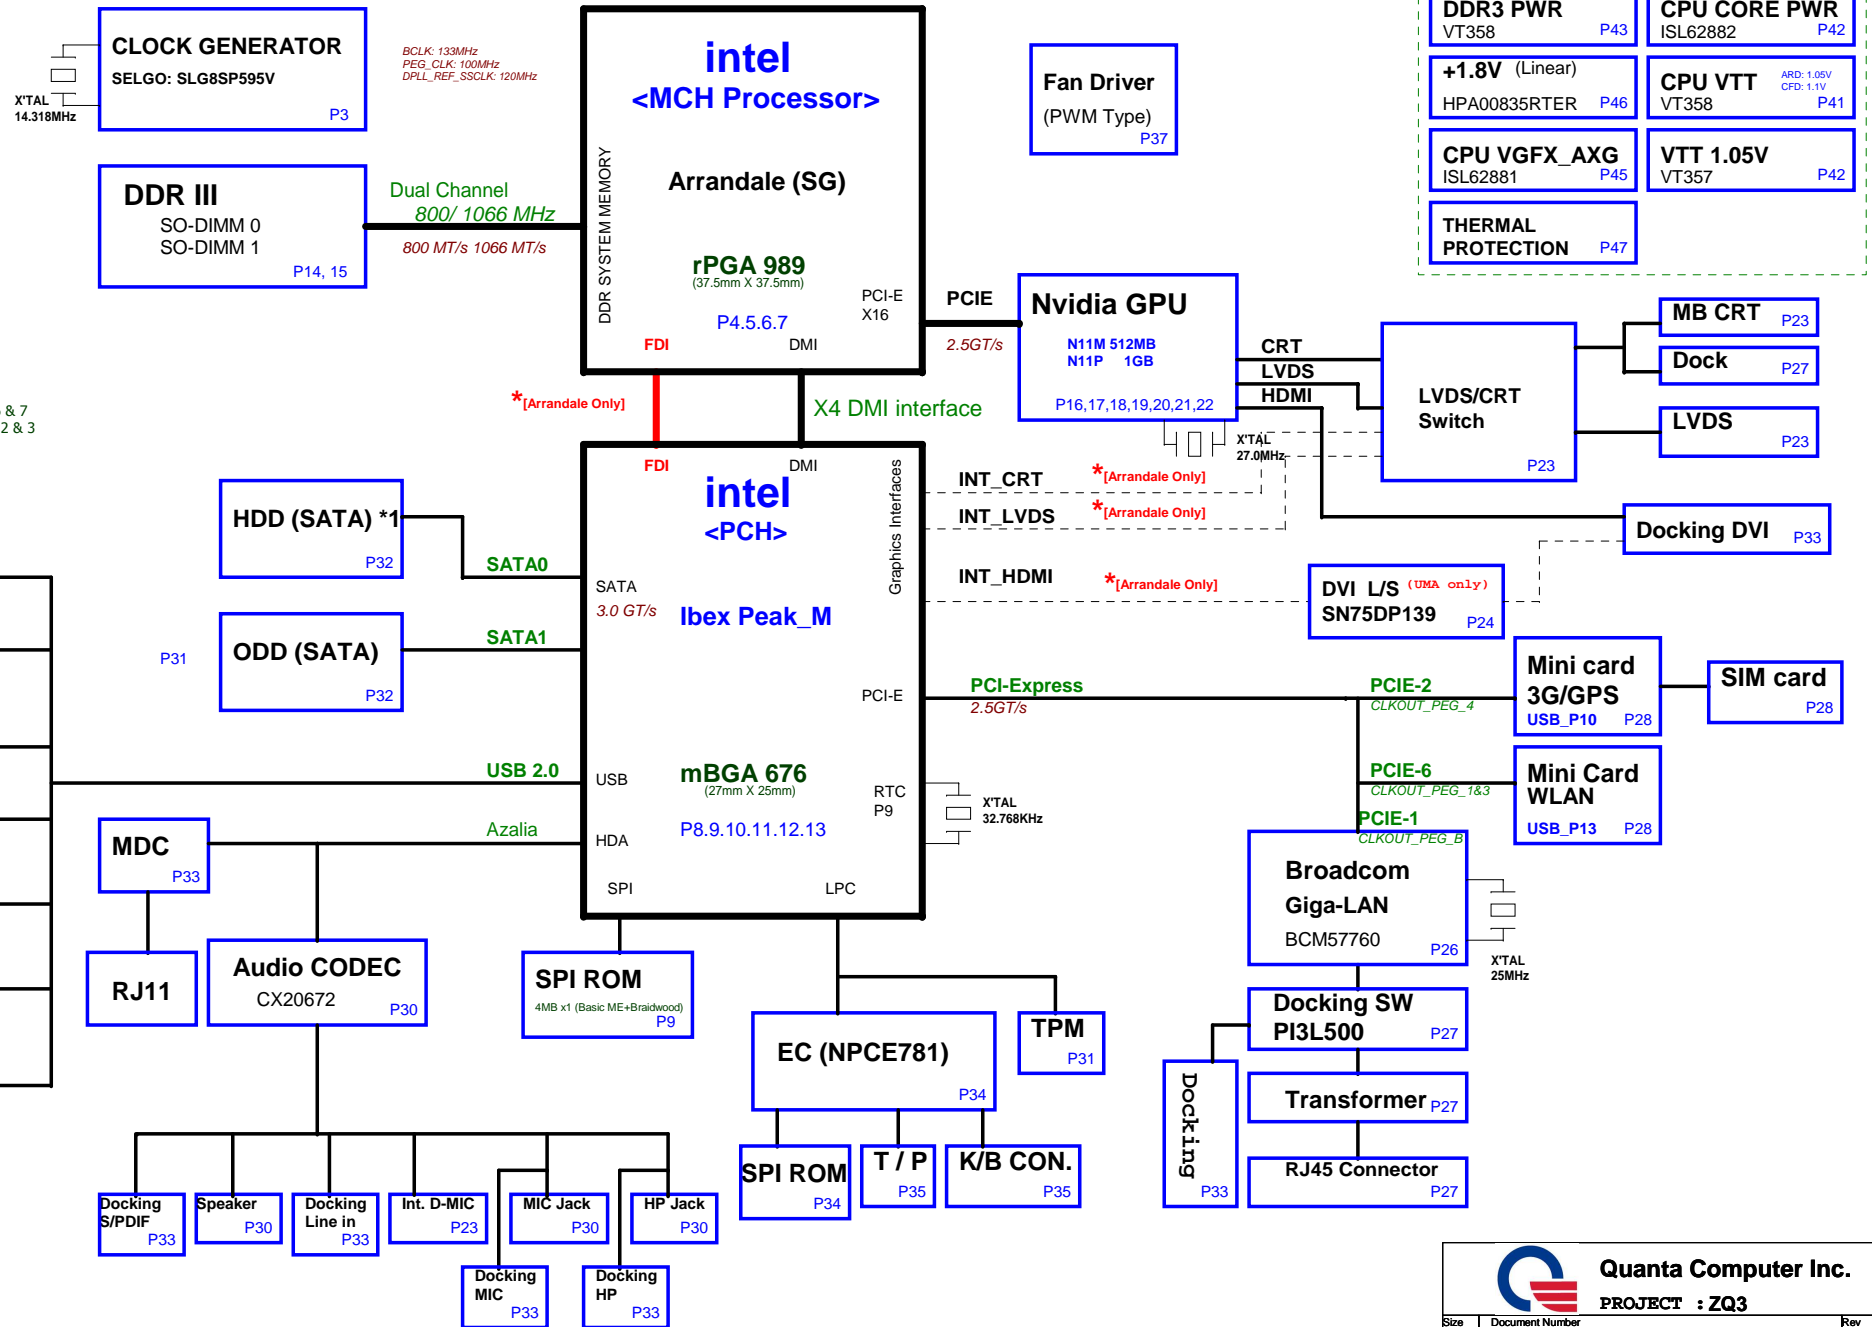 CLOCK GENERATOR
SELGO: SLG8SP595V
P3
X'TAL
14.318MHz
BCLK: 133MHz
PEG_CLK: 100MHz
DPLL_REF_SSCLK: 120MHz
intel
<MCH Processor>
Arrandale (SG)
rPGA 989
(37.5mm X 37.5mm)
P4.5.6.7
DDR SYSTEM MEMORY
PCI-E
X16
FDI
DMI
Fan Driver
(PWM Type)
P37
DDR3 PWR
VT358
P43
CPU CORE PWR
ISL62882
P42
+1.8V (Linear)
HPA00835RTER
P46
CPU VTT
ARD: 1.05V
CFD: 1.1V
VT358
P41
CPU VGFX_AXG
ISL62881
P45
VTT 1.05V
VT357
P42
THERMAL
PROTECTION
P47
DDR III
SO-DIMM 0
SO-DIMM 1
P14, 15
Dual Channel
800/ 1066 MHz
800 MT/s 1066 MT/s
PCIE
2.5GT/s
Nvidia GPU
N11M 512MB
N11P 1GB
P16,17,18,19,20,21,22
X'TAL
27.0MHz
CRT
LVDS
HDMI
LVDS/CRT
Switch
P23
MB CRT
P23
Dock
P27
LVDS
P23
*[Arrandale Only]
X4 DMI interface
& 7
2 & 3
FDI
DMI
intel
<PCH>
Graphics Interfaces
INT_CRT
*[Arrandale Only]
INT_LVDS
*[Arrandale Only]
INT_HDMI
*[Arrandale Only]
Docking DVI
P33
DVI L/S (UMA only)
SN75DP139
P24
HDD (SATA) *1
P32
SATA0
SATA
3.0 GT/s
Ibex Peak_M
P31
ODD (SATA)
P32
SATA1
PCI-E
PCI-Express
2.5GT/s
PCIE-2
CLKOUT_PEG_4
Mini card
3G/GPS
USB_P10
P28
SIM card
P28
USB 2.0
USB
mBGA 676
(27mm X 25mm)
RTC
P9
X'TAL
32.768KHz
PCIE-6
CLKOUT_PEG_1&3
Mini Card
WLAN
USB_P13
P28
PCIE-1
CLKOUT_PEG_B
MDC
P33
Azalia
HDA
P8.9.10.11.12.13
SPI
LPC
Broadcom
Giga-LAN
BCM57760
P26
X'TAL
25MHz
RJ11
Audio CODEC
CX20672
P30
SPI ROM
4MB x1 (Basic ME+Braidwood)
P9
EC (NPCE781)
P34
TPM
P31
Docking SW
PI3L500
P27
Docking
P33
Transformer
P27
RJ45 Connector
P27
SPI ROM
P34
T / P
P35
K/B CON.
P35
Docking
S/PDIF
P33
Speaker
P30
Docking
Line in
P33
Int. D-MIC
P23
MIC Jack
P30
HP Jack
P30
Docking
MIC
P33
Docking
HP
P33
Quanta Computer Inc.
PROJECT : ZQ3
Size
Document Number
Rev